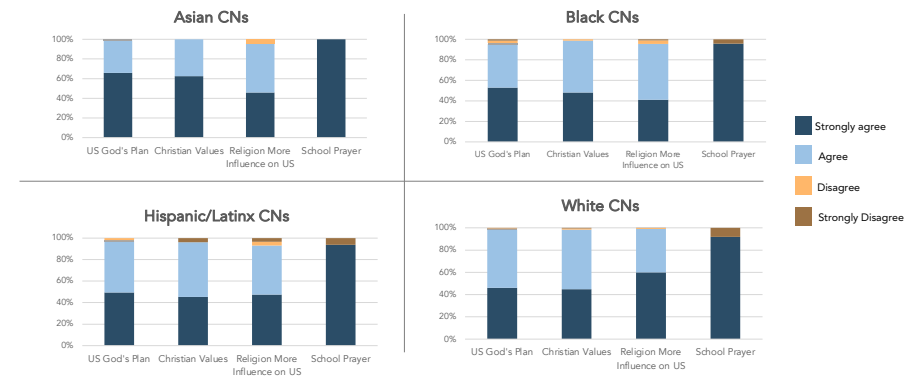 Asian CNs
100%
80%
60%
40%
20%
0%
US God's Plan
Christian Values
Religion More
Influence on US
School Prayer
Black CNs
100%
80%
60%
40%
20%
0%
US God's Plan
Christian Values
Religion More
Influence on US
School Prayer
Strongly agree
Agree
Disagree
Strongly Disagree
Hispanic/Latinx CNs
100%
80%
60%
40%
20%
0%
US God's Plan
Christian Values
Religion More
Influence on US
School Prayer
White CNs
100%
80%
60%
40%
20%
0%
US God's Plan
Christian Values
Religion More
Influence on US
School Prayer